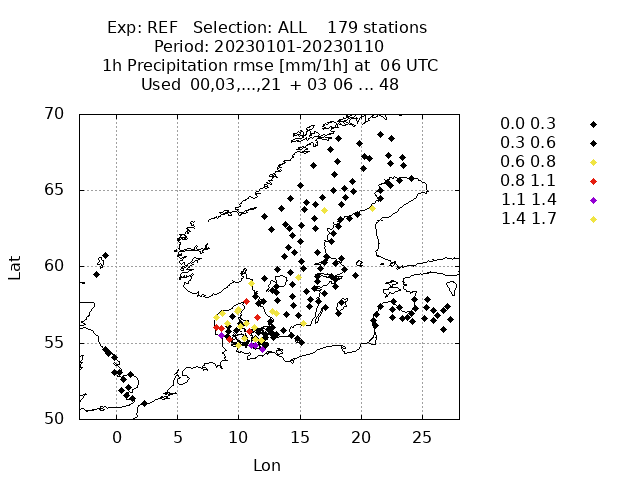 Exp: REF   Selection: ALL    179 stations
Period: 20230101-20230110
1h Precipitation rmse [mm/1h] at  06 UTC
Used  00,03,...,21  + 03 06 ... 48
70
65
60
55
50
0 5 10 15 20 25
Lat
Lon
0.0 0.3
0.3 0.6
0.6 0.8
0.8 1.1
1.1 1.4
1.4 1.7